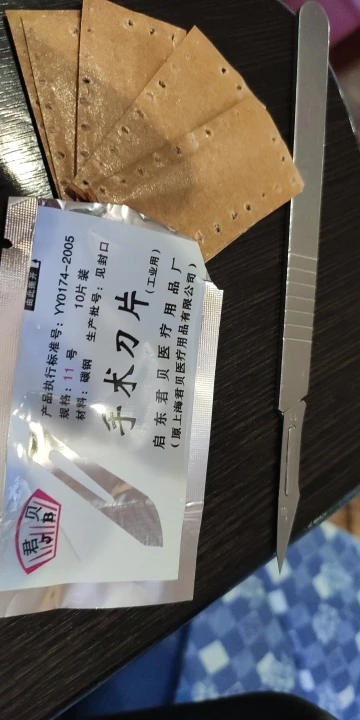 产品执行标准号：YY0174-2005
规格：11 号 10片装
材料：碳钢 生产批号：见封口
手术刀片（工业用）
启东君贝医疗用品厂
（原上海君贝医疗用品有限公司）
君贝
JB